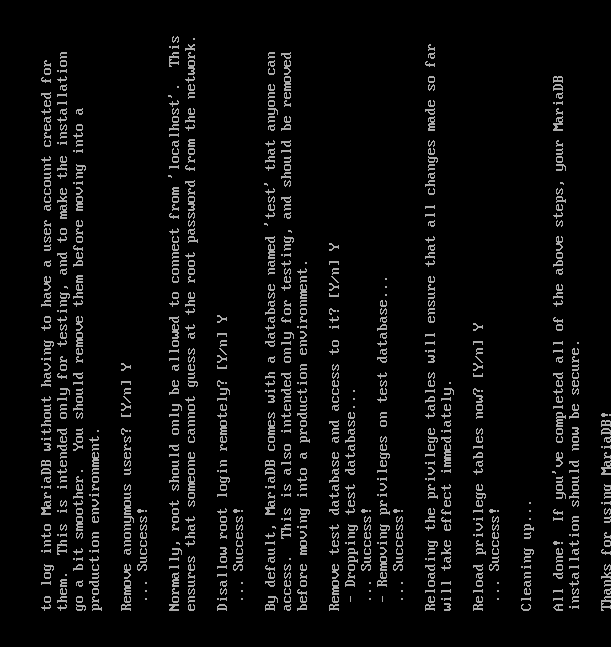 to log into MariaDB without having to have a user account created for
them.  This is intended only for testing, and to make the installation
go a bit smoother.  You should remove them before moving into a
production environment.
Remove anonymous users? [Y/n] Y
 ... Success!
Normally, root should only be allowed to connect from 'localhost'.  This
ensures that someone cannot guess at the root password from the network.
Disallow root login remotely? [Y/n] Y
 ... Success!
By default, MariaDB comes with a database named 'test' that anyone can
access.  This is also intended only for testing, and should be removed
before moving into a production environment.
Remove test database and access to it? [Y/n] Y
 - Dropping test database...
 ... Success!
 - Removing privileges on test database...
 ... Success!
Reloading the privilege tables will ensure that all changes made so far
will take effect immediately.
Reload privilege tables now? [Y/n] Y
 ... Success!
Cleaning up...
All done!  If you've completed all of the above steps, your MariaDB
installation should now be secure.
Thanks for using MariaDB!